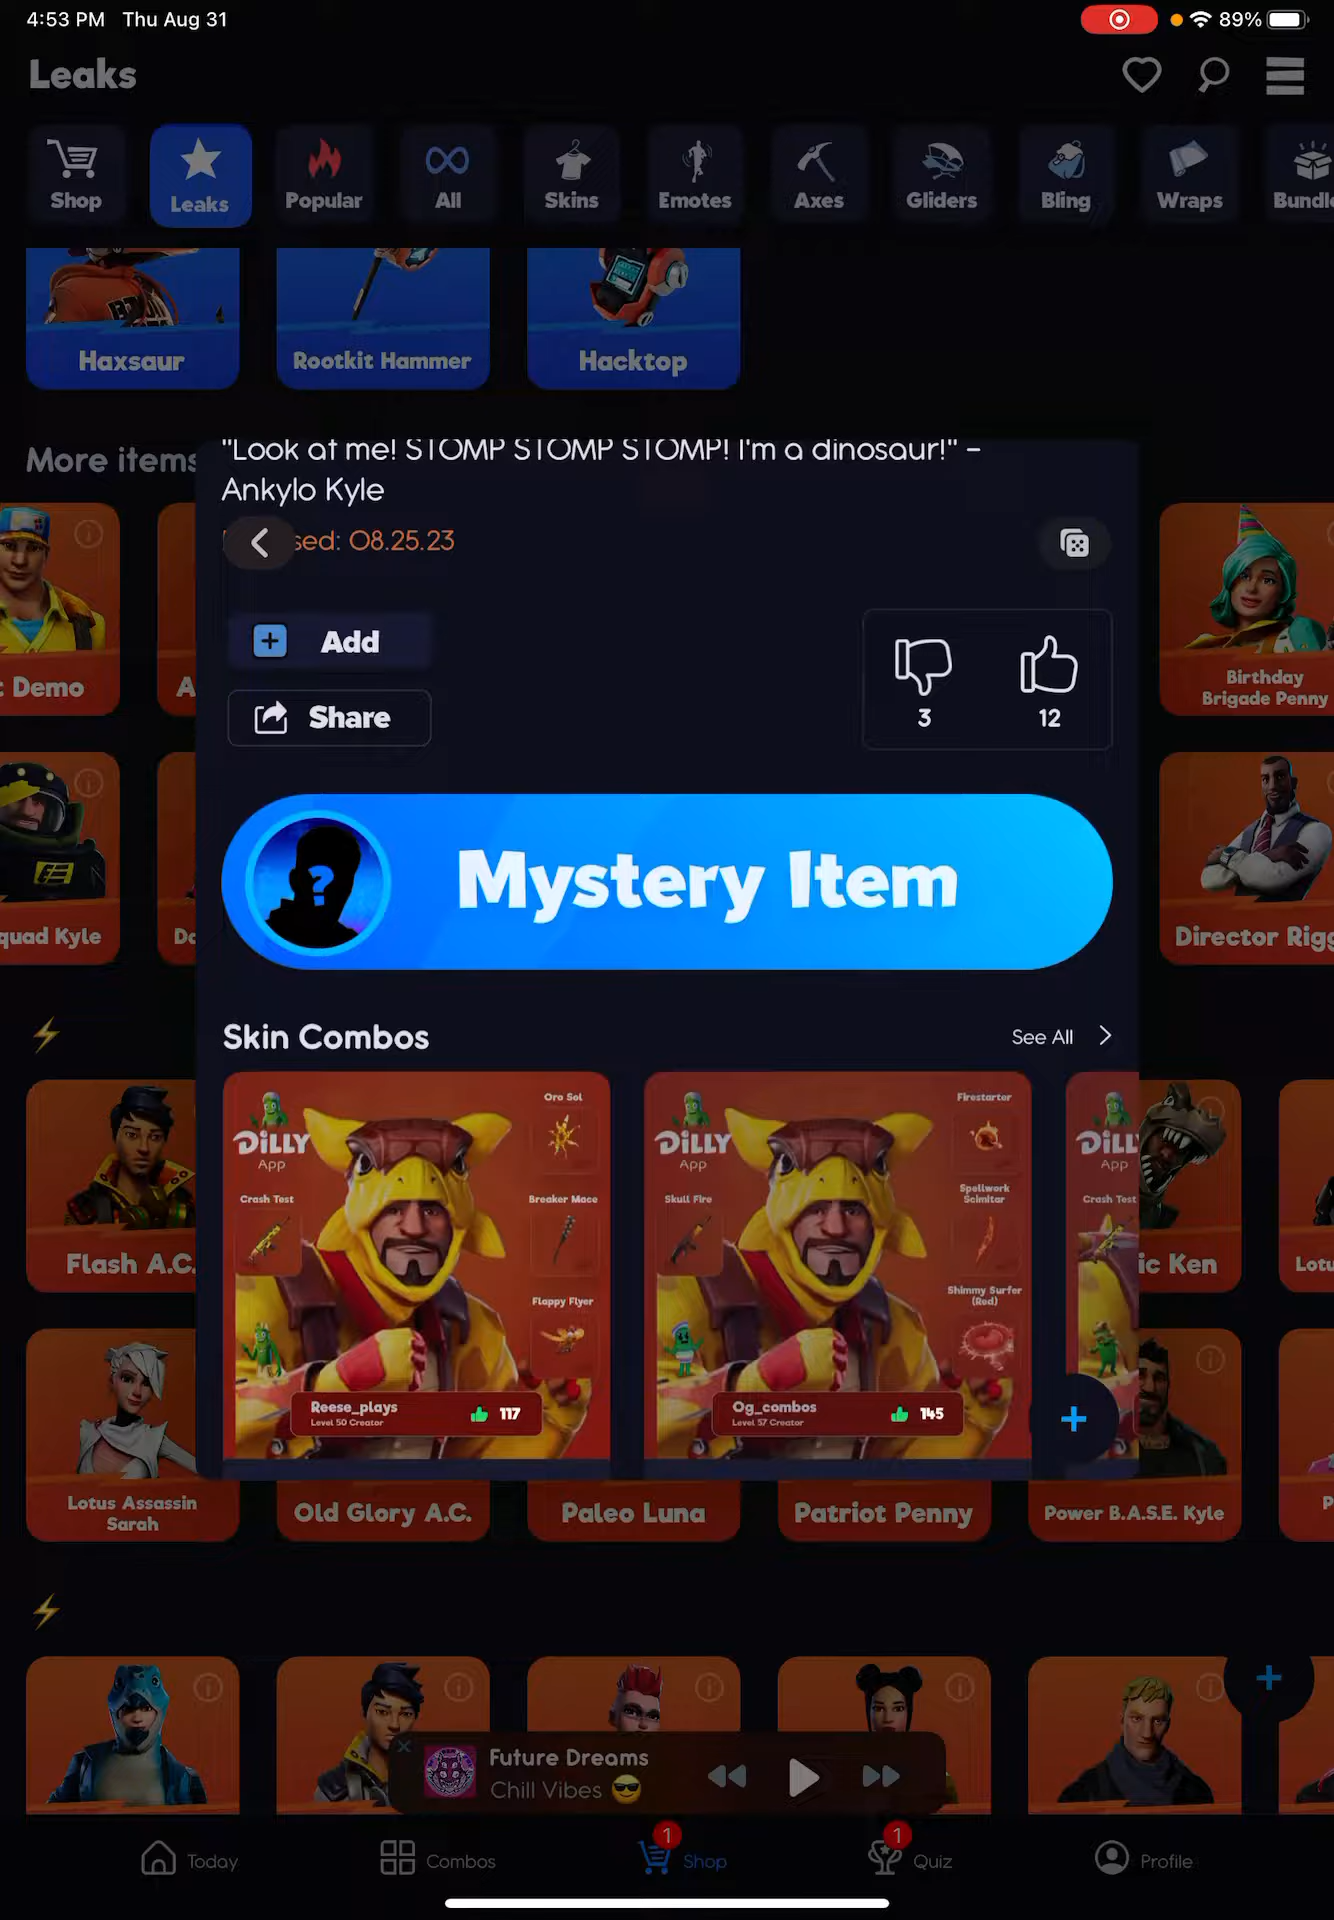 4:53 PM Thu Aug 31
89%
Leaks
Shop
Leaks
Popular
All
Skins
Emotes
Axes
Gliders
Bling
Wraps
Haxsaur
Rootkit Hammer
Hacktop
More items
"Look at me! STOMP STOMP STOMP! I'm a dinosaur!" –
Ankylo Kyle
sed: 08.25.23
Add
Share
3
12
Demo
A
Birthday
Brigade Penny
quad Kyle
Director Rigg
?
Mystery Item
Skin Combos
See All
DILLY
App
Oro Sol
Crash Test
Breaker Mace
Flappy Flyer
Reese_plays
Level 50 Creator
117
DILLY
App
Firestarter
Skull Fire
Spellwork
Scimitar
Shimmy Surfer
(Red)
Og_combos
Level 57 Creator
145
DILLY
App
Crash Test
Flash A.C.
ic Ken
Lotu
Lotus Assassin
Sarah
Old Glory A.C.
Paleo Luna
Patriot Penny
Power B.A.S.E. Kyle
P
Future Dreams
Chill Vibes 😎
Today
Combos
1
Shop
1
Quiz
Profile